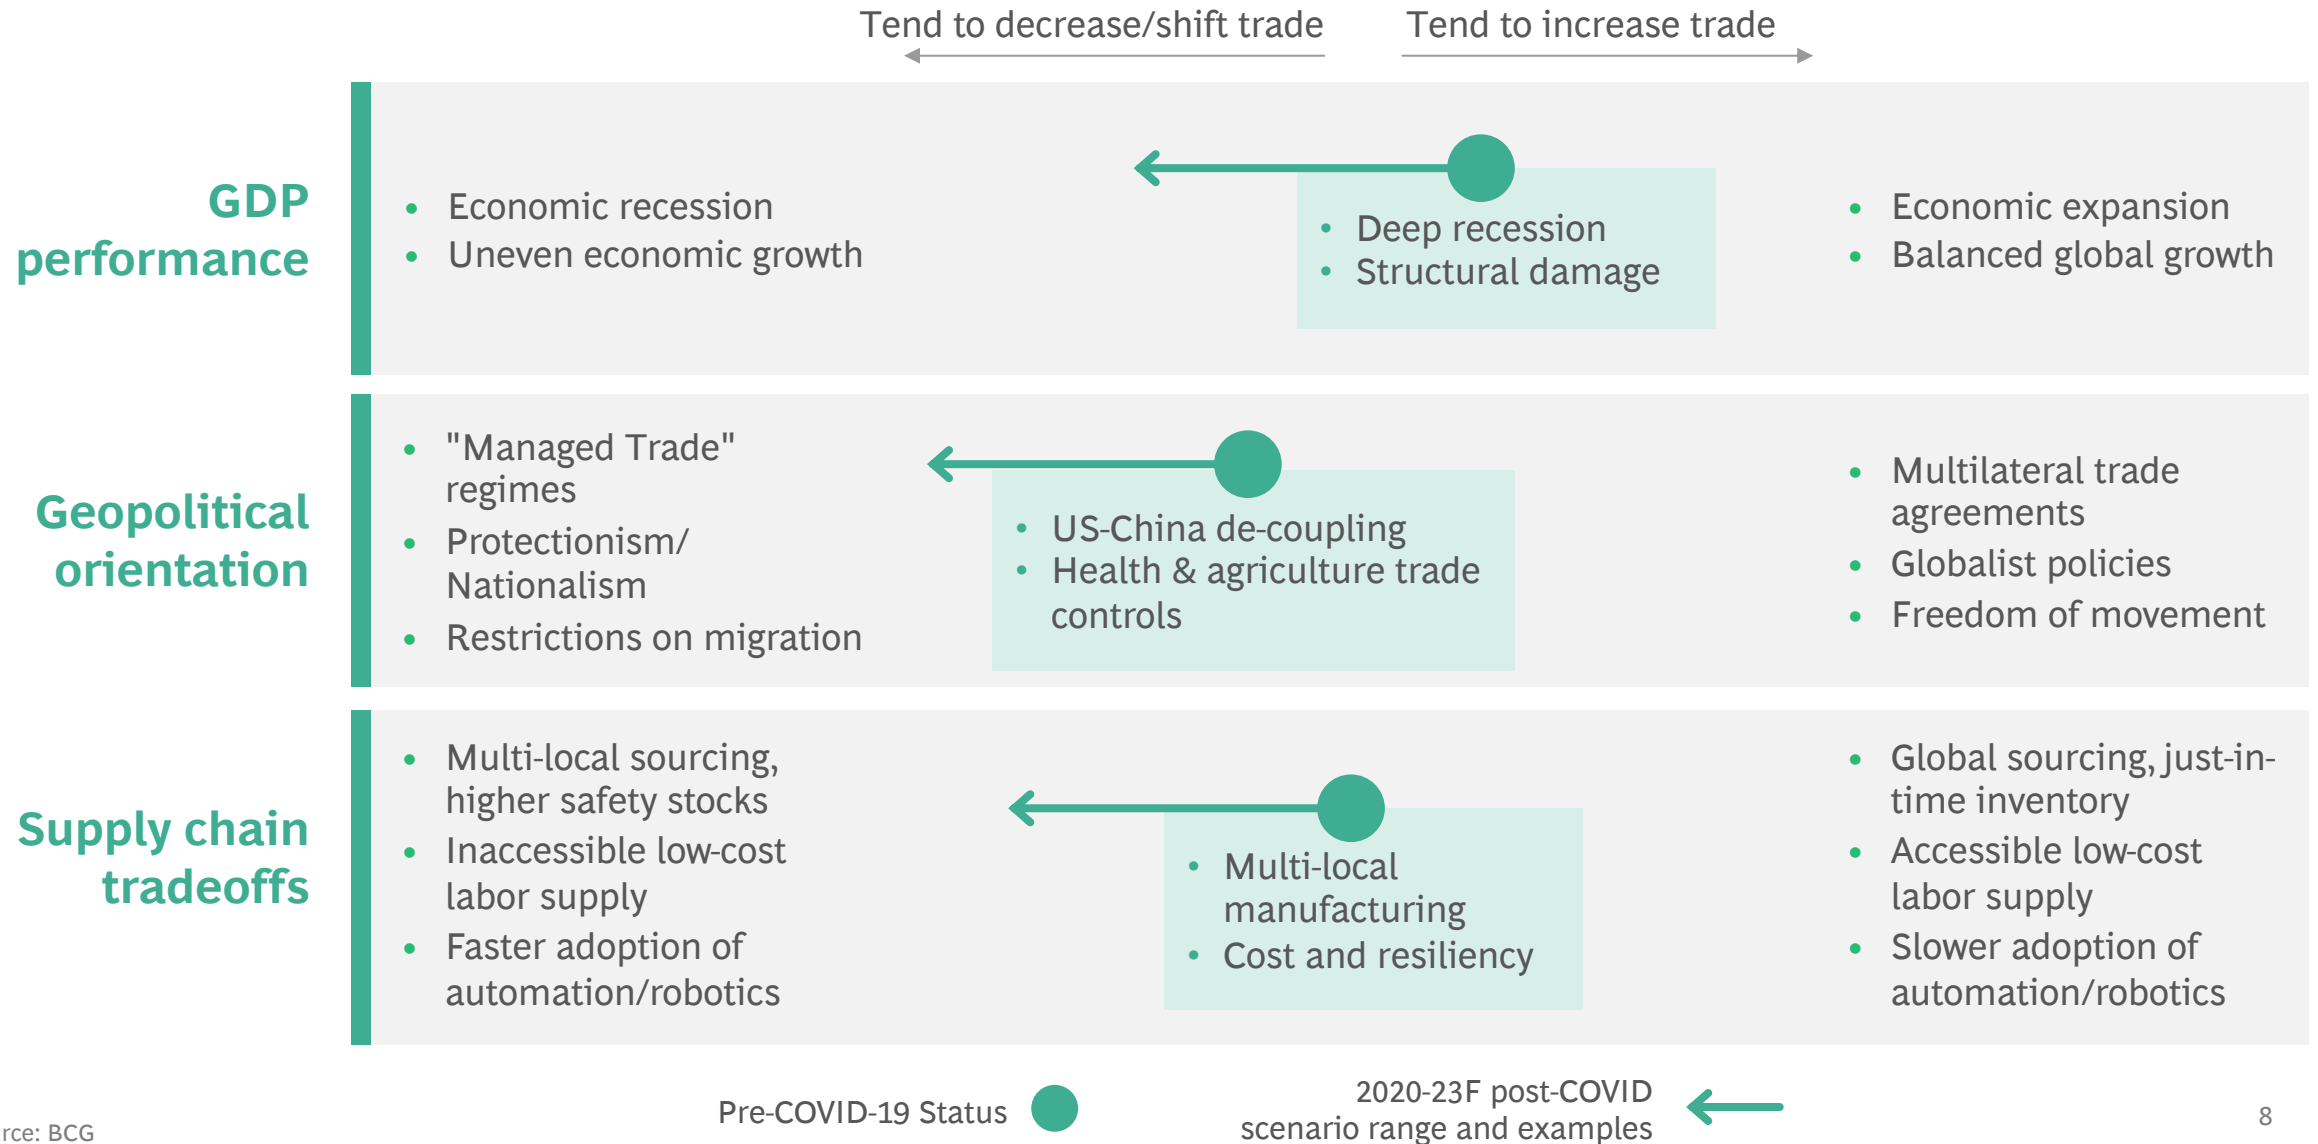 Tend to decrease/shift trade
Tend to increase trade
GDP
performance
• Economic recession
• Uneven economic growth
• Deep recession
• Structural damage
• Economic expansion
• Balanced global growth
Geopolitical
orientation
• "Managed Trade"
regimes
• Protectionism/
Nationalism
• Restrictions on migration
• US-China de-coupling
• Health & agriculture trade
controls
• Multilateral trade
agreements
• Globalist policies
• Freedom of movement
Supply chain
tradeoffs
• Multi-local sourcing,
higher safety stocks
• Inaccessible low-cost
labor supply
• Faster adoption of
automation/robotics
• Multi-local
manufacturing
• Cost and resiliency
• Global sourcing, just-in-
time inventory
• Accessible low-cost
labor supply
• Slower adoption of
automation/robotics
Pre-COVID-19 Status
2020-23F post-COVID
scenario range and examples
rce: BCG
8